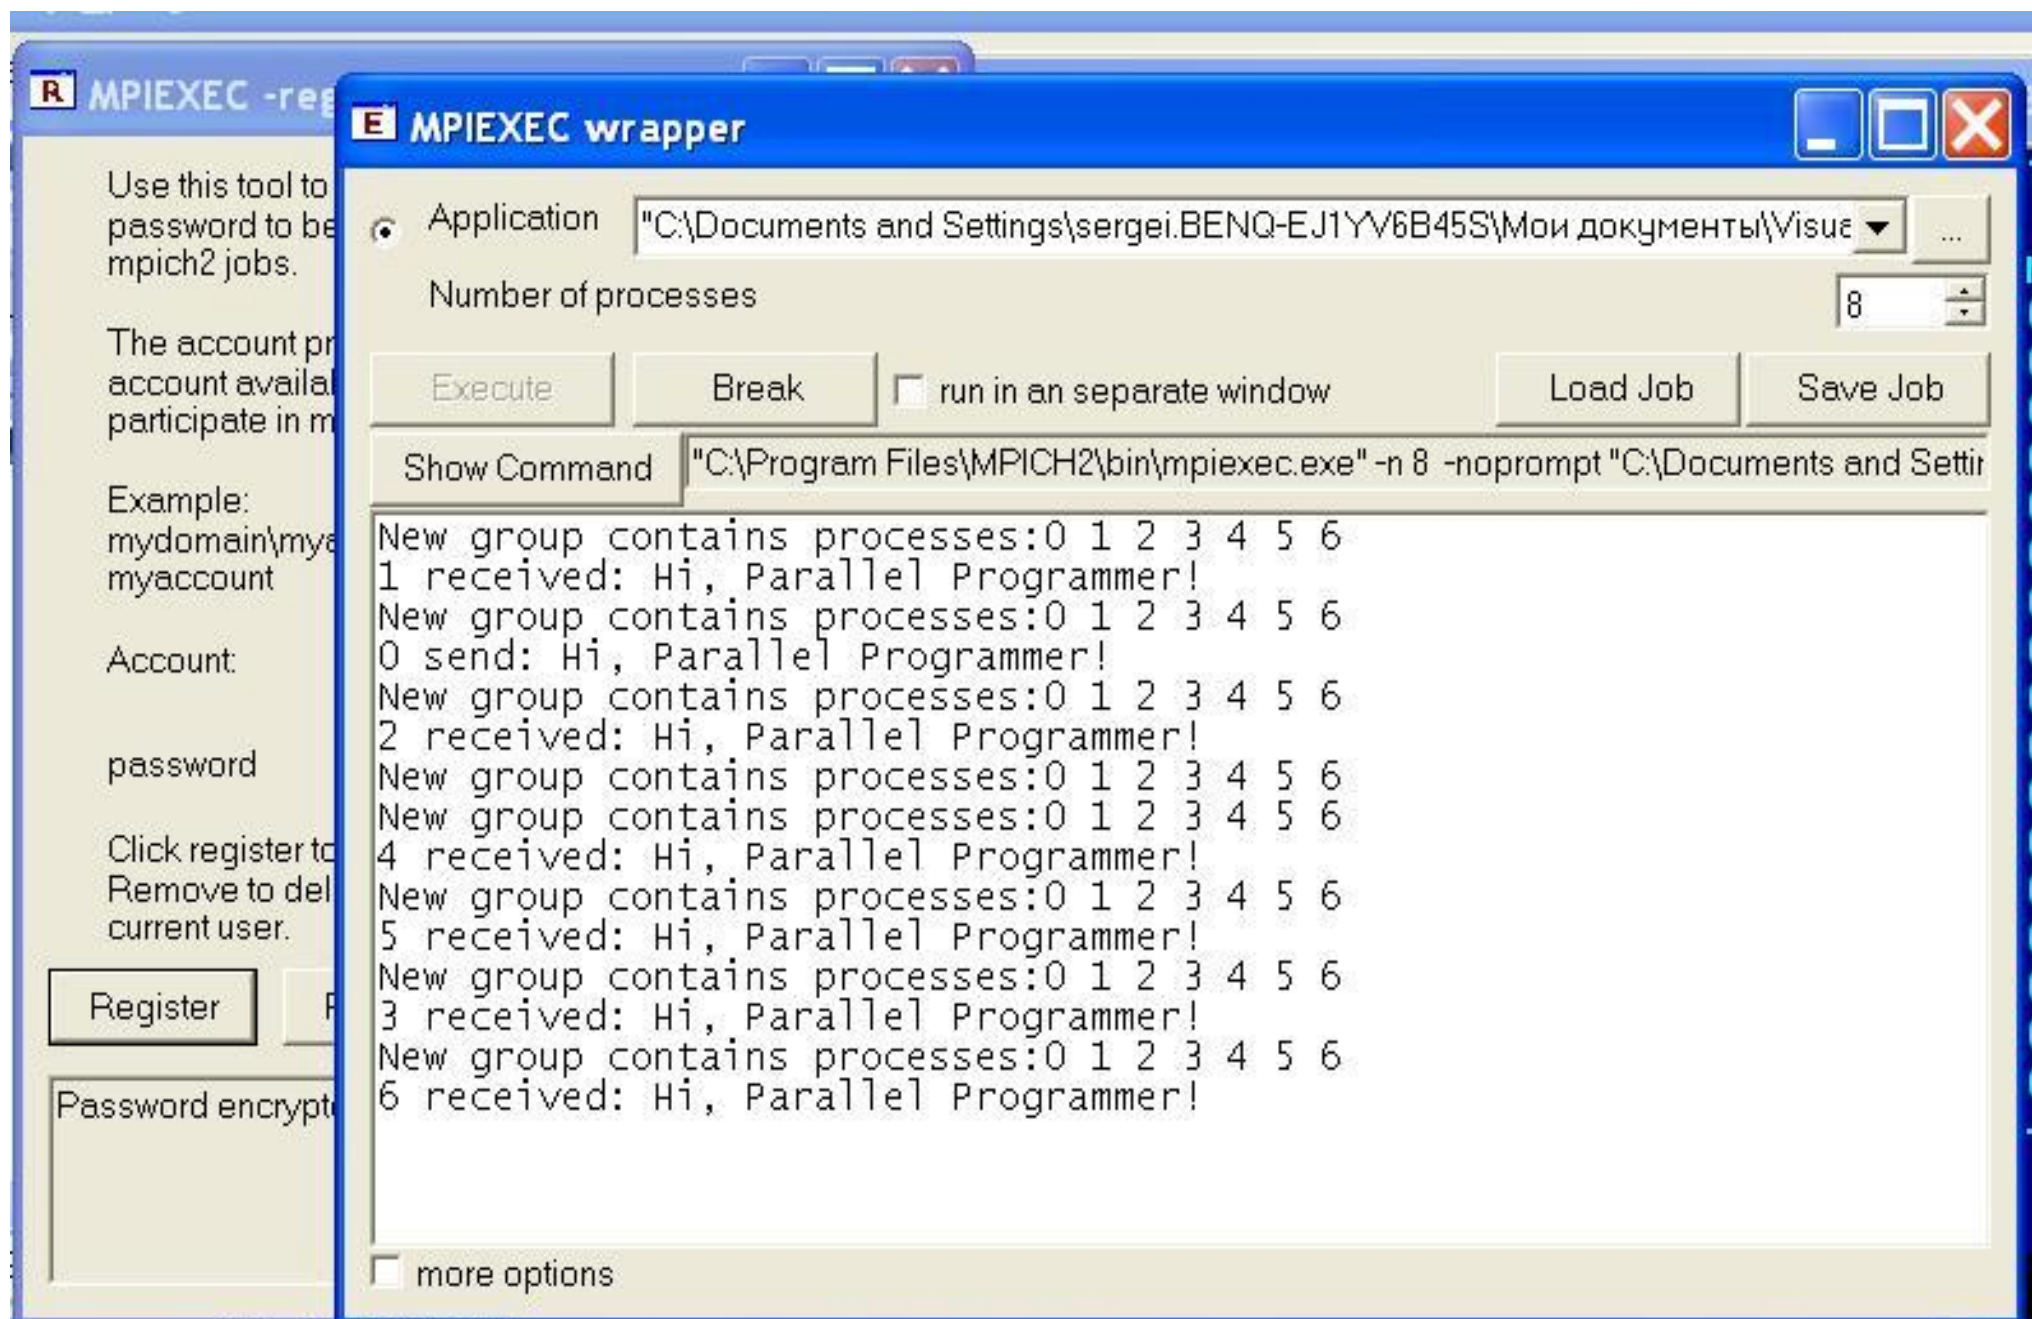 MPIEXEC -reg
Use this tool to
password to be
mpich2 jobs.
The account pr
account availal
participate in m
Example:
mydomain\mya
myaccount
Account:
password
Click register to
Remove to del
current user.
Register
Password encrypt
MPIEXEC wrapper
Application "C:\Documents and Settings\sergei.BENQ-EJ1YV6B45S\Мои документы\Visua ...
Number of processes 8
Execute Break run in an separate window Load Job Save Job
Show Command "C:\Program Files\MPICH2\bin\mpiexec.exe" -n 8 -noprompt "C:\Documents and Settin
New group contains processes:0 1 2 3 4 5 6
1 received: Hi, Parallel Programmer!
New group contains processes:0 1 2 3 4 5 6
0 send: Hi, Parallel Programmer!
New group contains processes:0 1 2 3 4 5 6
2 received: Hi, Parallel Programmer!
New group contains processes:0 1 2 3 4 5 6
New group contains processes:0 1 2 3 4 5 6
4 received: Hi, Parallel Programmer!
New group contains processes:0 1 2 3 4 5 6
5 received: Hi, Parallel Programmer!
New group contains processes:0 1 2 3 4 5 6
3 received: Hi, Parallel Programmer!
New group contains processes:0 1 2 3 4 5 6
6 received: Hi, Parallel Programmer!
more options